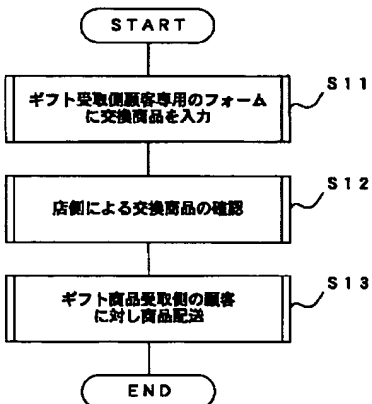 START
ギフト受取側顧客専用のフォーム
に交換商品を入力
S11
店側による交換商品の確認
S12
ギフト商品受取側の顧客
に対し商品配送
S13
END